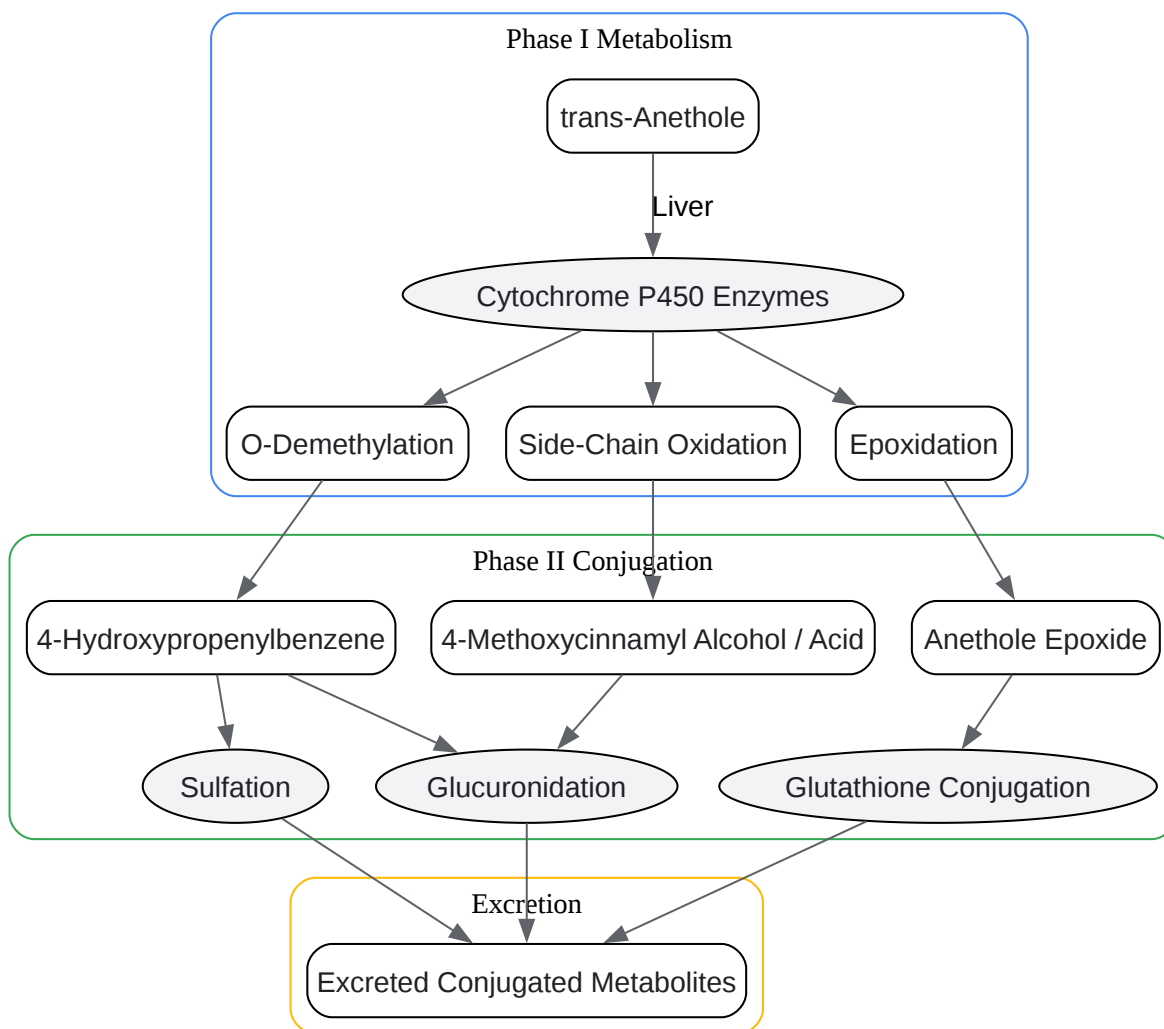 Phase I Metabolism
trans-Anethole
Liver
Cytochrome P450 Enzymes
O-Demethylation
Side-Chain Oxidation
Epoxidation
Phase II Conjugation
4-Hydroxypropenylbenzene
4-Methoxycinnamyl Alcohol / Acid
Anethole Epoxide
Sulfation
Glucuronidation
Glutathione Conjugation
Excretion
Excreted Conjugated Metabolites